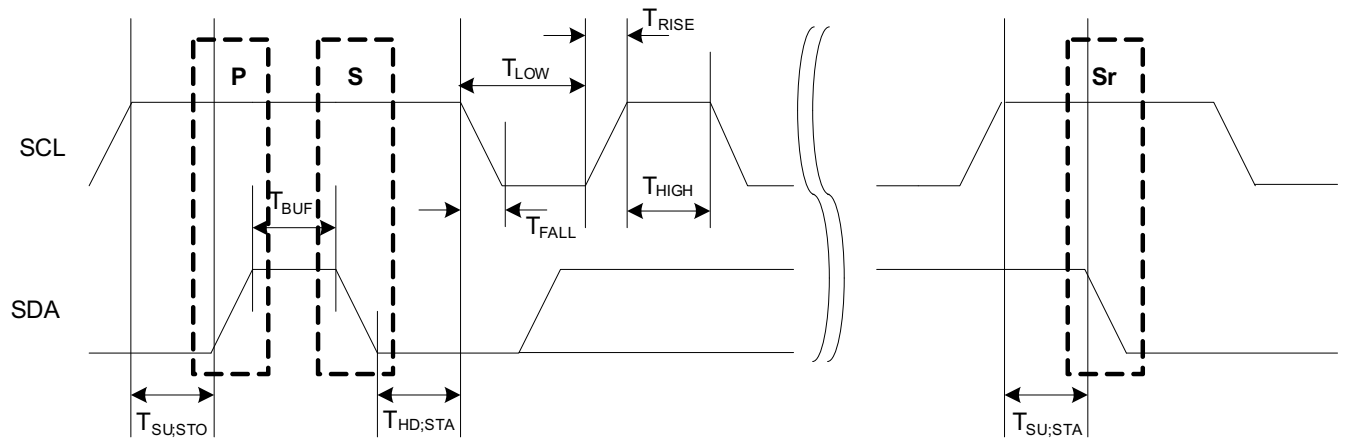 T_RISE
P
S
T_LOW
Sr
SCL
T_BUF
T_HIGH
T_FALL
SDA
T_SU;STO
T_HD;STA
T_SU;STA